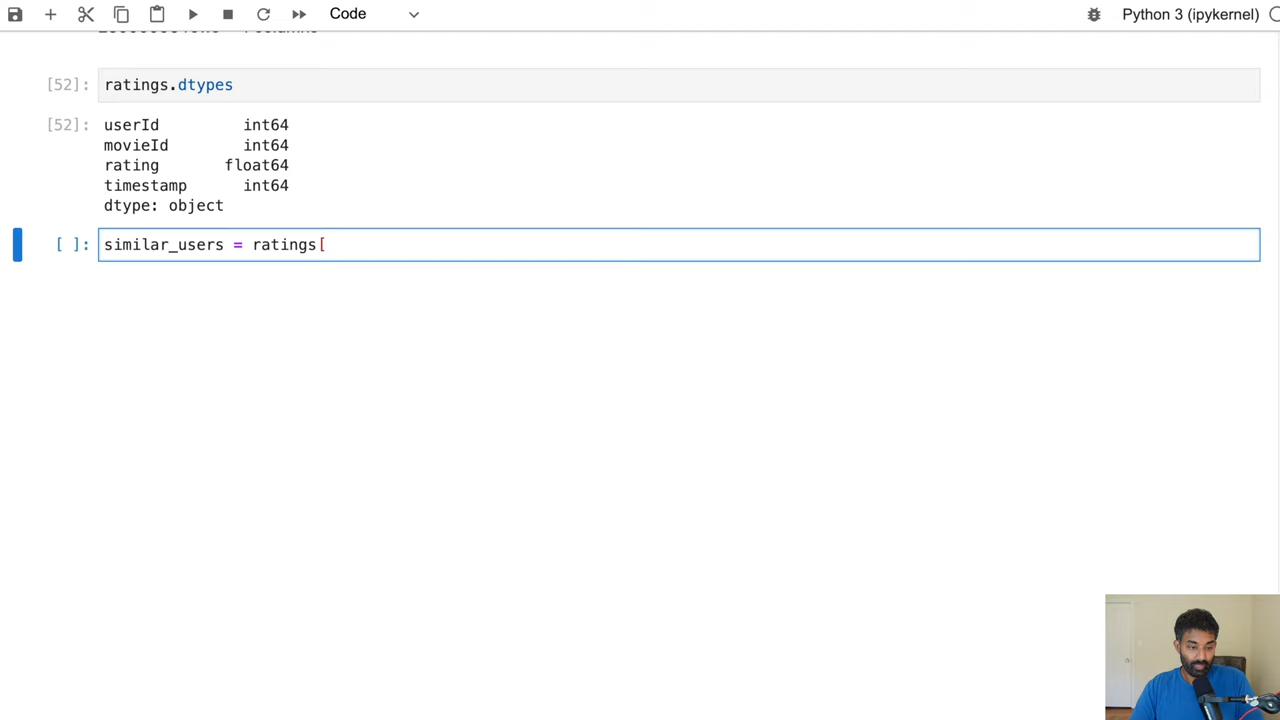 Code
Python 3 (ipykernel)
[52]: ratings.dtypes
[52]: userId int64
movieId int64
rating float64
timestamp int64
dtype: object
[ ]: similar_users = ratings[